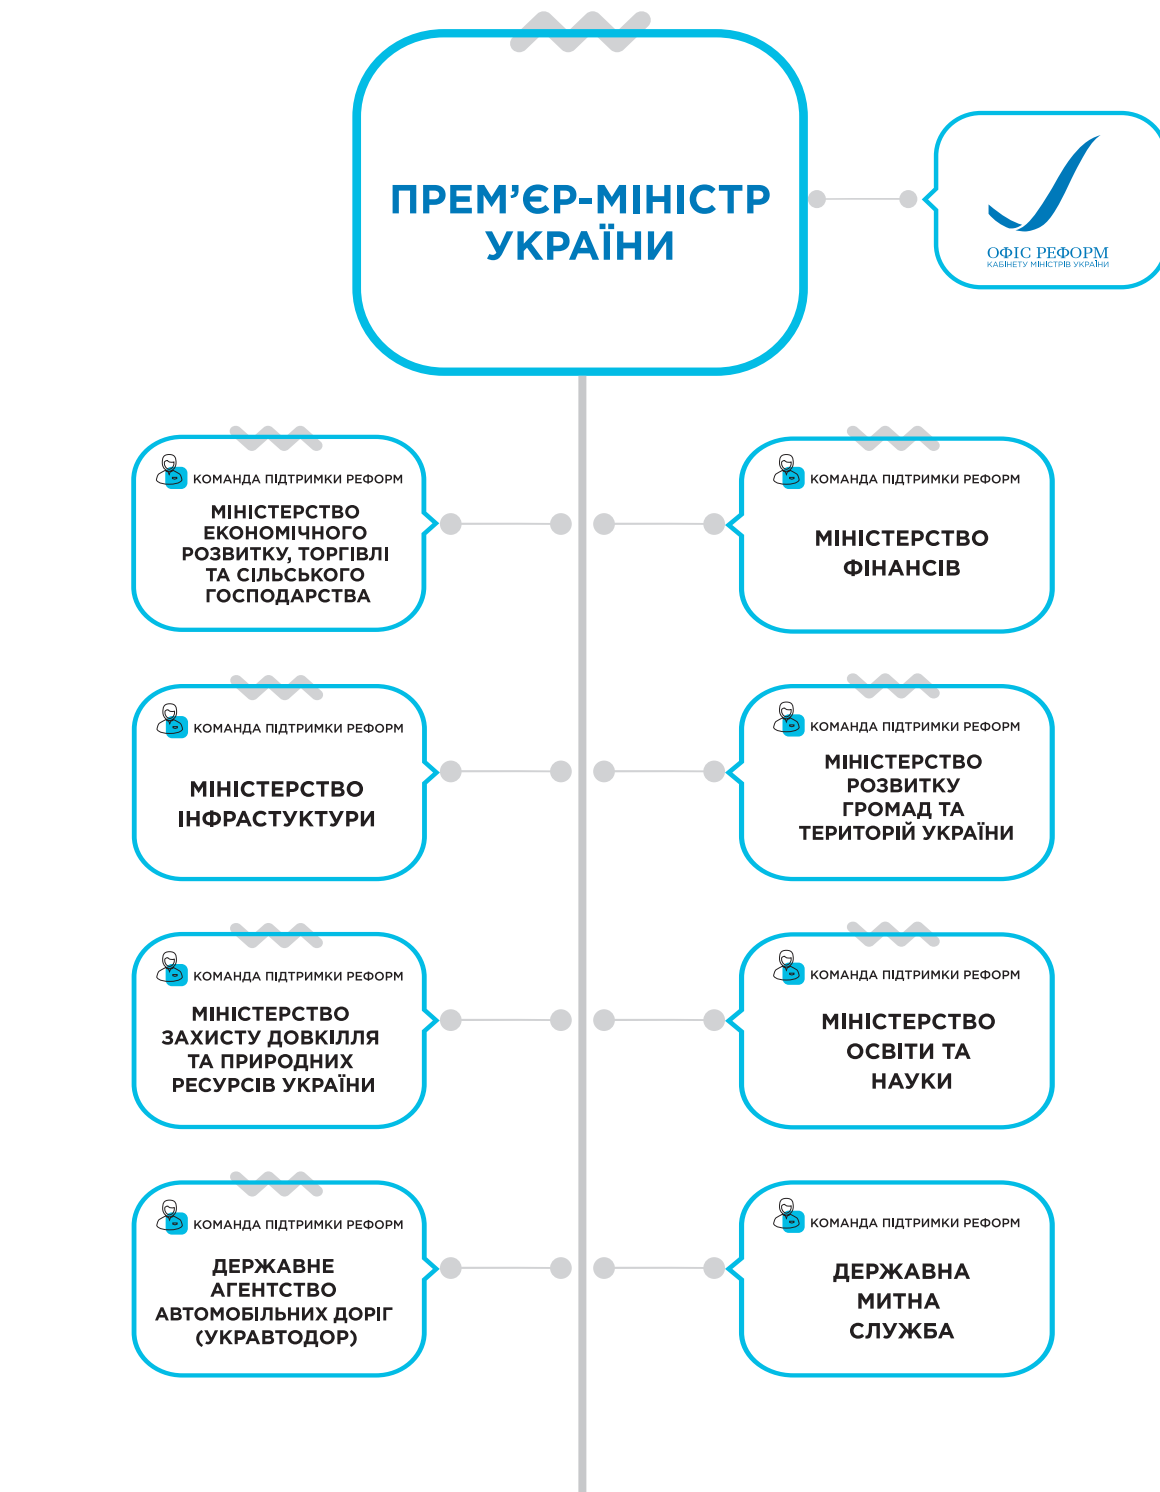 ПРЕМ’ЄР-МІНІСТР
УКРАЇНИ
ОФІС РЕФОРМ
КАБІНЕТУ МІНІСТРІВ УКРАЇНИ
КОМАНДА ПІДТРИМКИ РЕФОРМ
МІНІСТЕРСТВО
ЕКОНОМІЧНОГО
РОЗВИТКУ, ТОРГІВЛІ
ТА СІЛЬСЬКОГО
ГОСПОДАРСТВА
КОМАНДА ПІДТРИМКИ РЕФОРМ
МІНІСТЕРСТВО
ФІНАНСІВ
КОМАНДА ПІДТРИМКИ РЕФОРМ
МІНІСТЕРСТВО
ІНФРАСТУКТУРИ
КОМАНДА ПІДТРИМКИ РЕФОРМ
МІНІСТЕРСТВО
РОЗВИТКУ
ГРОМАД ТА
ТЕРИТОРІЙ УКРАЇНИ
КОМАНДА ПІДТРИМКИ РЕФОРМ
МІНІСТЕРСТВО
ЗАХИСТУ ДОВКІЛЛЯ
ТА ПРИРОДНИХ
РЕСУРСІВ УКРАЇНИ
КОМАНДА ПІДТРИМКИ РЕФОРМ
МІНІСТЕРСТВО
ОСВІТИ ТА
НАУКИ
КОМАНДА ПІДТРИМКИ РЕФОРМ
ДЕРЖАВНЕ
АГЕНТСТВО
АВТОМОБІЛЬНИХ ДОРІГ
(УКРАВТОДОР)
КОМАНДА ПІДТРИМКИ РЕФОРМ
ДЕРЖАВНА
МИТНА
СЛУЖБА